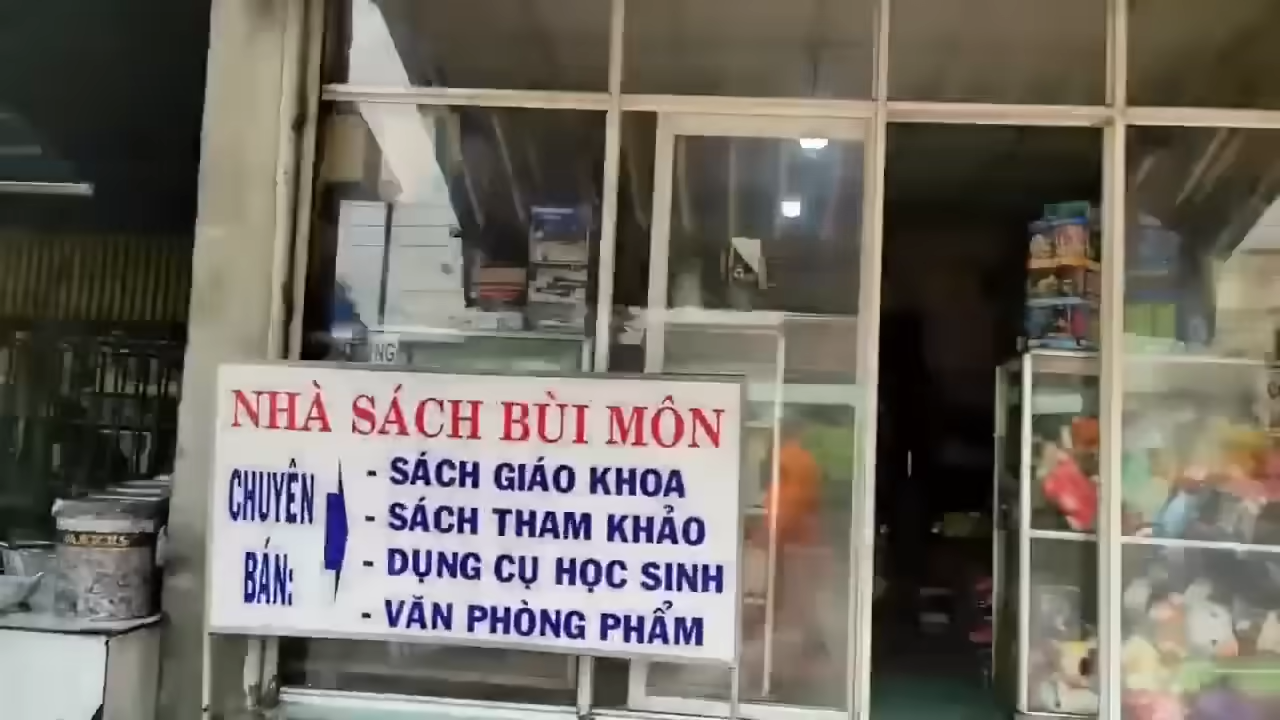 NHÀ SÁCH BÙI MÔN
CHUYÊN
BÁN:
- SÁCH GIÁO KHOA
- SÁCH THAM KHẢO
- DỤNG CỤ HỌC SINH
- VĂN PHÒNG PHẨM